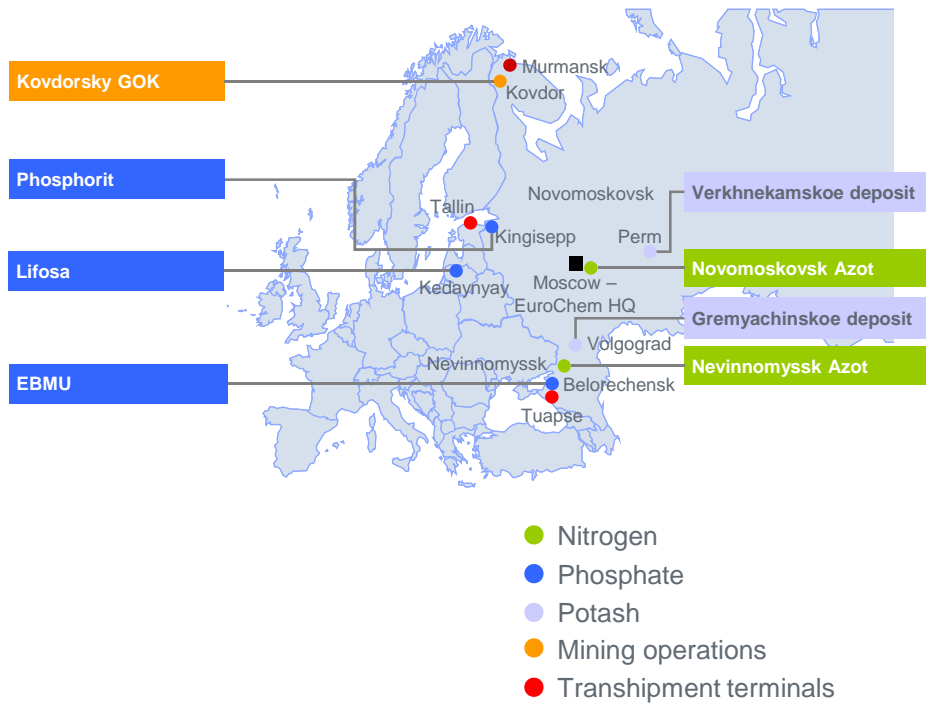 Kovdorsky GOK
Murmansk
Kovdor
Phosphorit
Novomoskovsk
Verkhnekamskoe deposit
Tallin
Kingisepp
Perm
Lifosa
Kedaynyay
Moscow –
EuroChem HQ
Novomoskovsk Azot
Gremyachinskoe deposit
Volgograd
Nevinnomyssk
Nevinnomyssk Azot
EBMU
Belorechensk
Tuapse
Nitrogen
Phosphate
Potash
Mining operations
Transhipment terminals